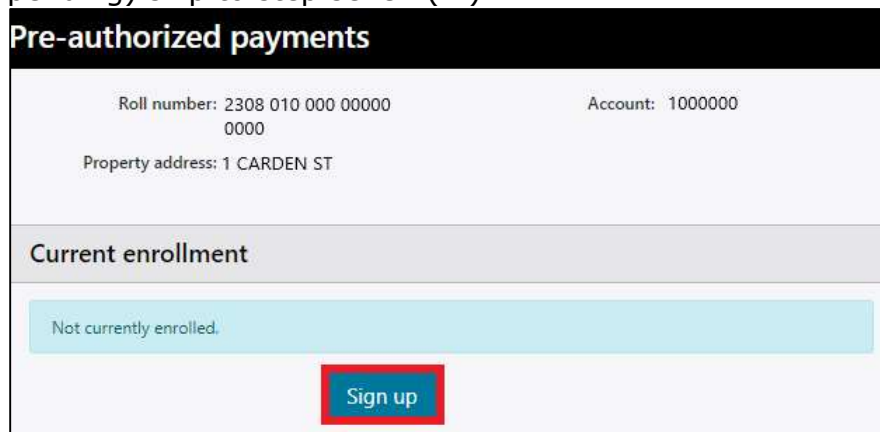 Pre-authorized payments
Roll number: 2308 010 000 00000 Account: 1000000
0000
Property address: 1 CARDEN ST
Current enrollment
Not currently enrolled.
Sign up